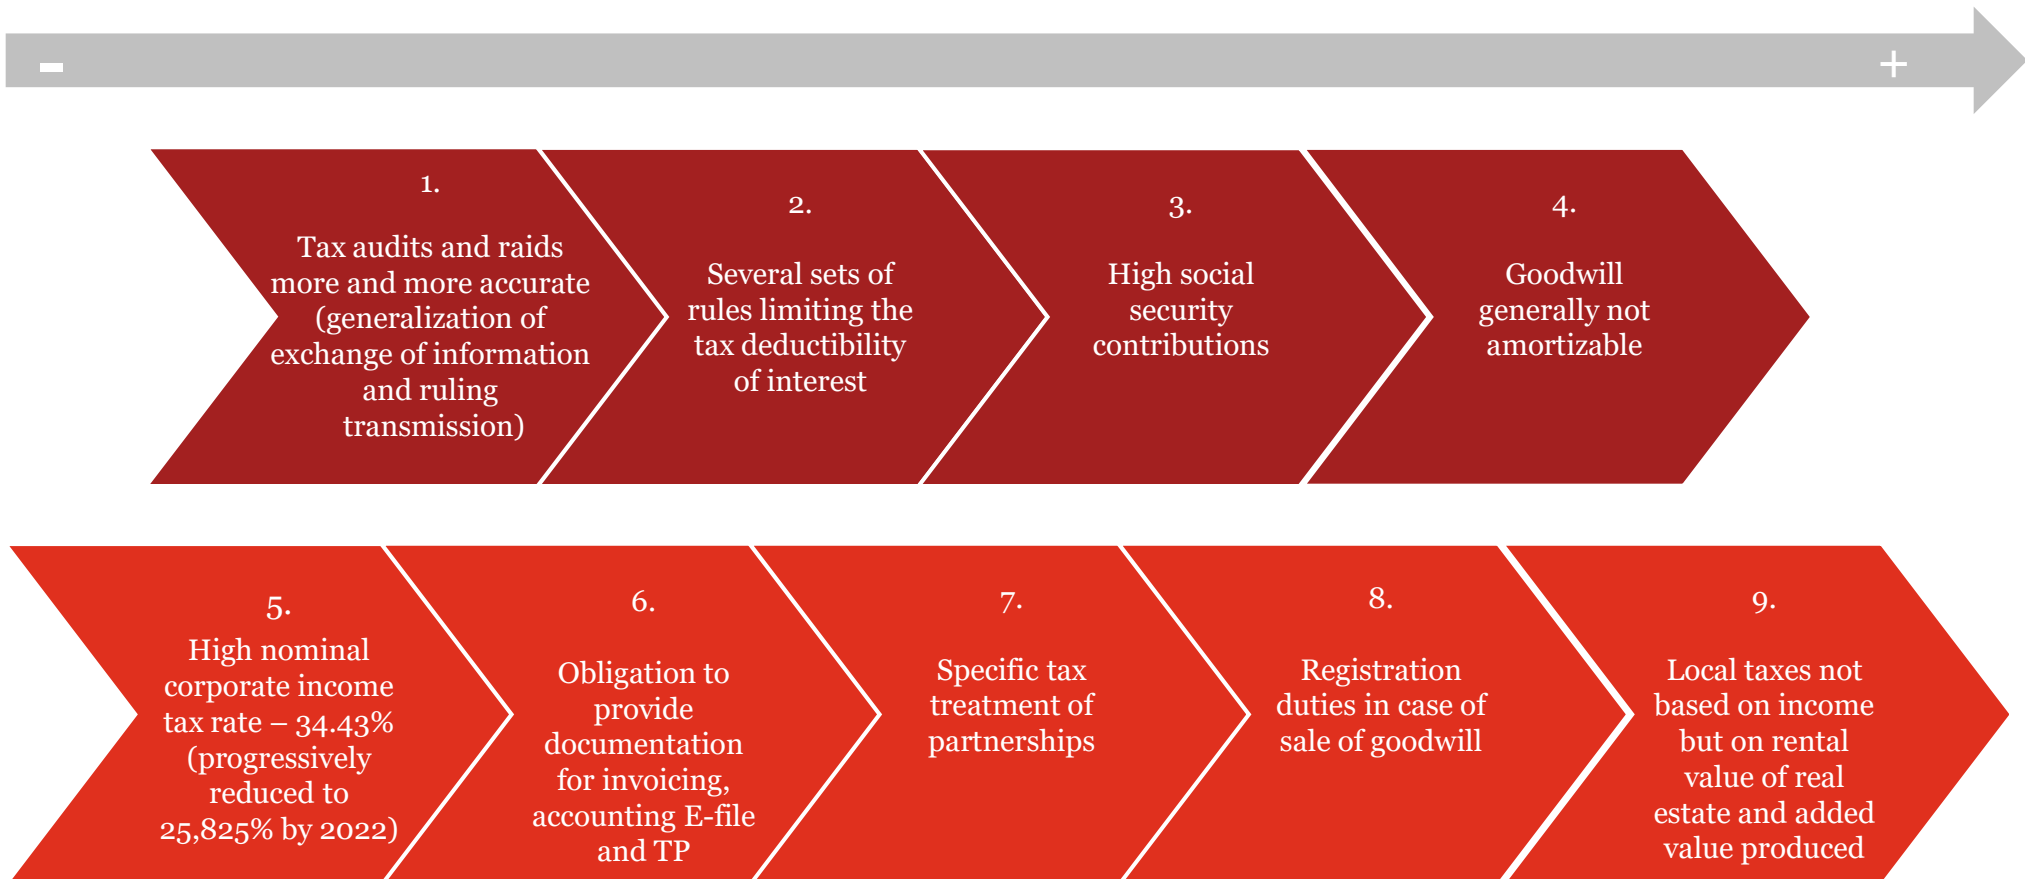 -
+
1.
Tax audits and raids
more and more accurate
(generalization of
exchange of information
and ruling
transmission)
2.
Several sets of
rules limiting the
tax deductibility
of interest
3.
High social
security
contributions
4.
Goodwill
generally not
amortizable
5.
High nominal
corporate income
tax rate – 34.43%
(progressively
reduced to
25,825% by 2022)
6.
Obligation to
provide
documentation
for invoicing,
accounting E-file
and TP
7.
Specific tax
treatment of
partnerships
8.
Registration
duties in case of
sale of goodwill
9.
Local taxes not
based on income
but on rental
value of real
estate and added
value produced